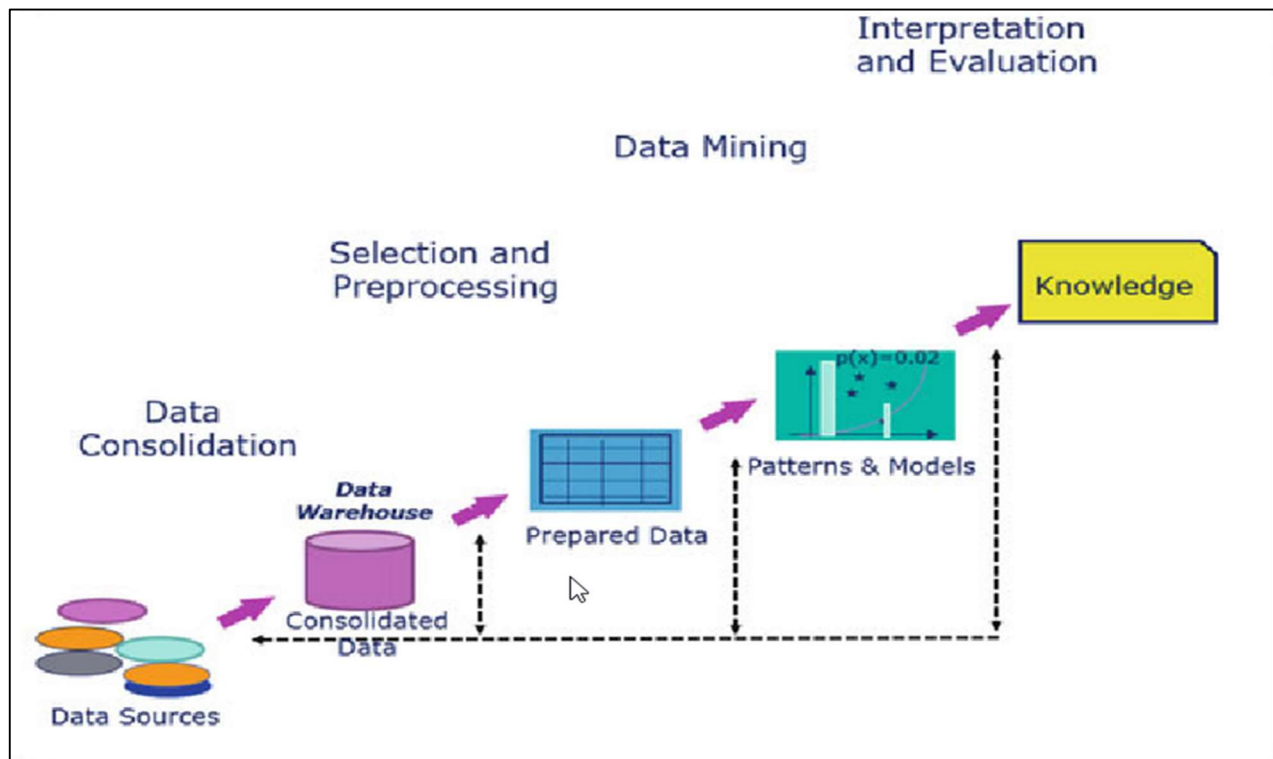 Interpretation
and Evaluation
Data Mining
Selection and
Preprocessing
Knowledge
p(x)=0.02
Data
Consolidation
Patterns & Models
Data
Warehouse
Prepared Data
Consolidated
Data
Data Sources